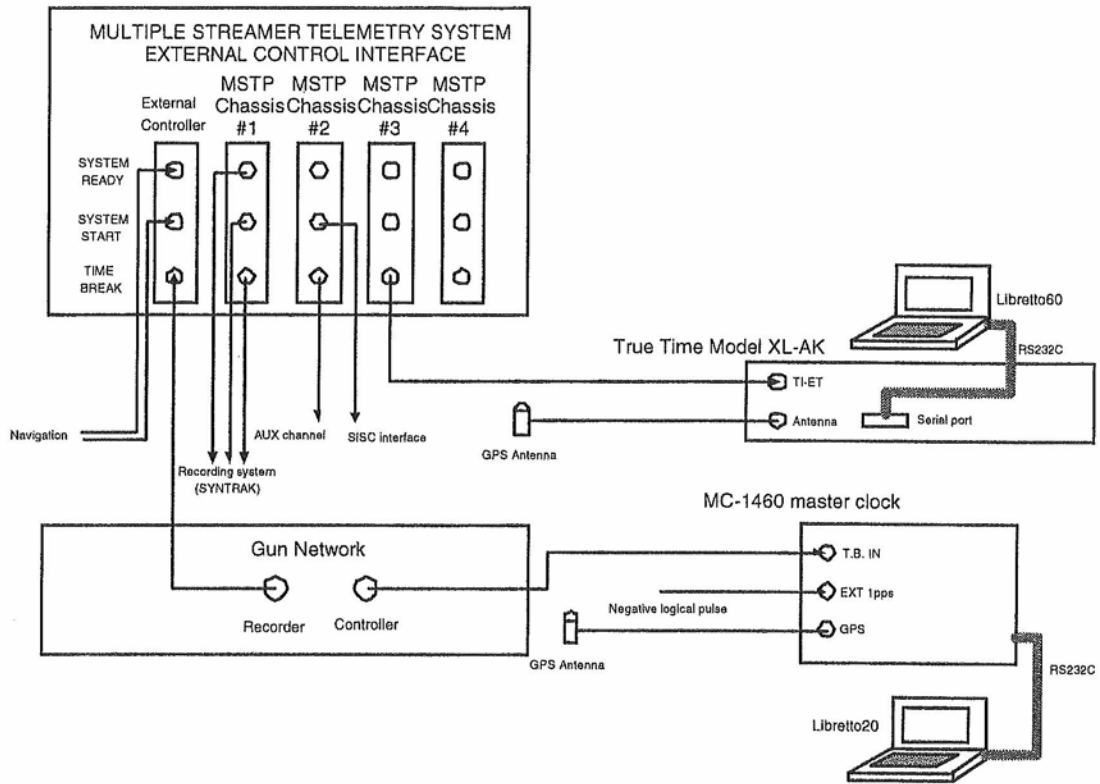 MULTIPLE STREAMER TELEMETRY SYSTEM
EXTERNAL CONTROL INTERFACE
External
Controller
MSTP
Chassis
#1
MSTP
Chassis
#2
MSTP
Chassis
#3
MSTP
Chassis
#4
SYSTEM
READY
SYSTEM
START
TIME
BREAK
Navigation
Recording system
(SYNTRAK)
AUX channel
SISC interface
Libretto60
RS232C
True Time Model XL-AK
TI-ET
Antenna
Serial port
GPS Antenna
MC-1460 master clock
Gun Network
Recorder
Controller
T.B. IN
EXT 1pps
Negative logical pulse
GPS
GPS Antenna
RS232C
Libretto20